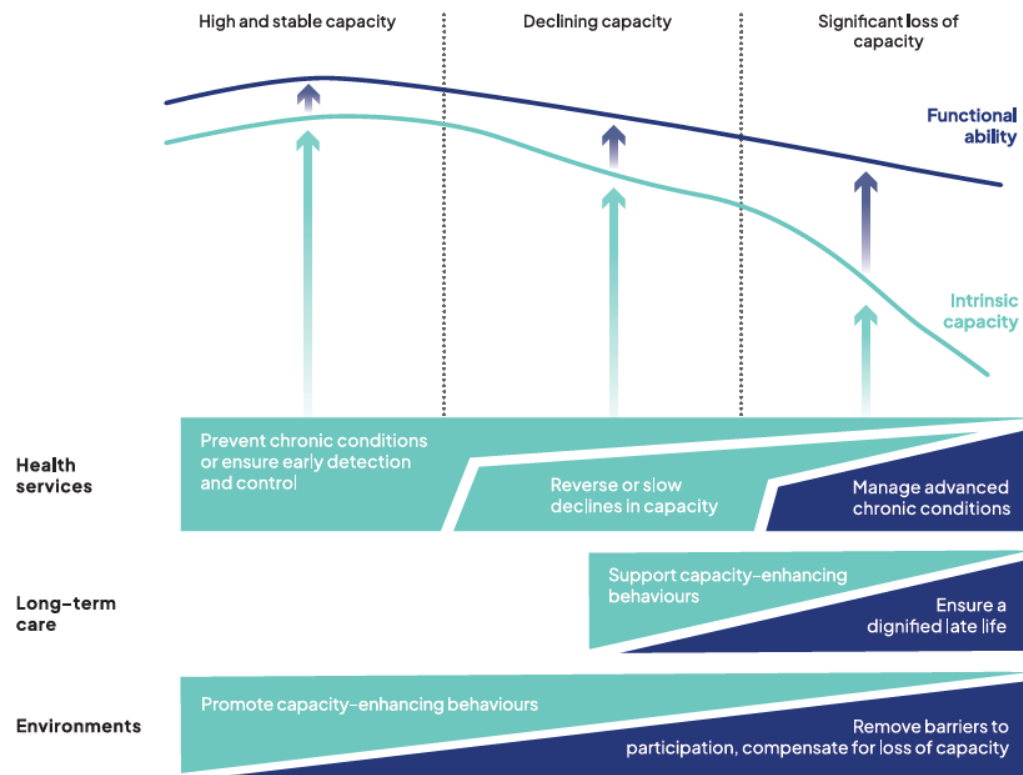 High and stable capacity
Declining capacity
Significant loss of
capacity
Functional
ability
Intrinsic
capacity
Health
services
Prevent chronic conditions
or ensure early detection
and control
Reverse or slow
declines in capacity
Manage advanced
chronic conditions
Long-term
care
Support capacity-enhancing
behaviours
Ensure a
dignified late life
Environments
Promote capacity-enhancing behaviours
Remove barriers to
participation, compensate for loss of capacity